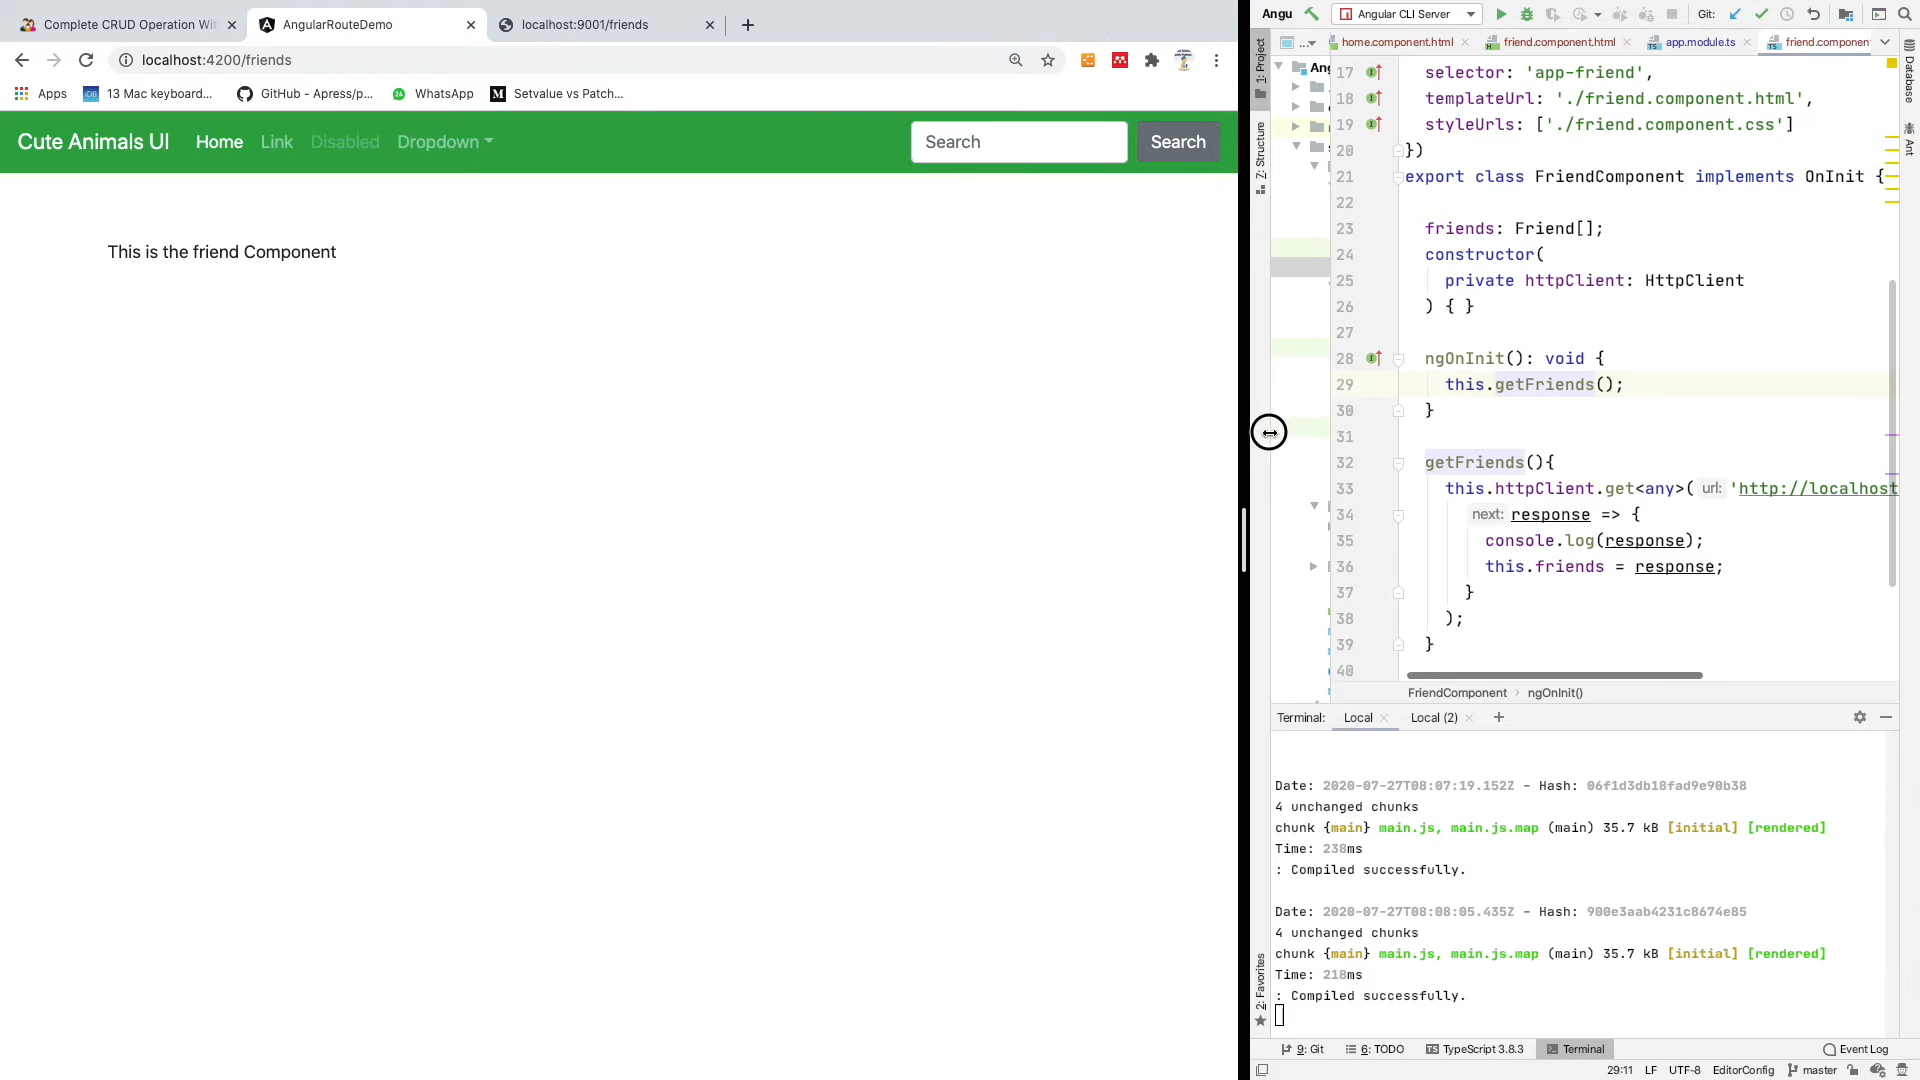 Complete CRUD Operation Wit
AngularRouteDemo
localhost:9001/friends
localhost:4200/friends
Apps
13 Mac keyboard...
GitHub - Apress/p...
WhatsApp
Setvalue vs Patch...
Cute Animals UI
Home
Link
Disabled
Dropdown
Search
Search
This is the friend Component
Angu
Angular CLI Server
Git:
1: Project
...
home.component.html
friend.component.html
app.module.ts
friend.componen
Database
Ant
Z: Structure
Ang
17 selector: 'app-friend',
18 templateUrl: './friend.component.html',
19 styleUrls: ['./friend.component.css']
20 })
21 export class FriendComponent implements OnInit {
22
23 friends: Friend[];
24 constructor(
25 private httpClient: HttpClient
26 ) { }
27
28 ngOnInit(): void {
29 this.getFriends();
30 }
31
32 getFriends(){
33 this.httpClient.get<any>( url: 'http://localhost
34 next: response => {
35 console.log(response);
36 this.friends = response;
37 }
38 );
39 }
40
FriendComponent › ngOnInit()
Terminal: Local Local (2)
Date: 2020-07-27T08:07:19.152Z - Hash: 06f1d3db18fad9e90b38
4 unchanged chunks
chunk {main} main.js, main.js.map (main) 35.7 kB [initial] [rendered]
Time: 238ms
: Compiled successfully.
Date: 2020-07-27T08:08:05.435Z - Hash: 900e3aab4231c8674e85
4 unchanged chunks
chunk {main} main.js, main.js.map (main) 35.7 kB [initial] [rendered]
Time: 218ms
: Compiled successfully.
2: Favorites
9: Git
6: TODO
TypeScript 3.8.3
Terminal
Event Log
29:11
LF
UTF-8
EditorConfig
master